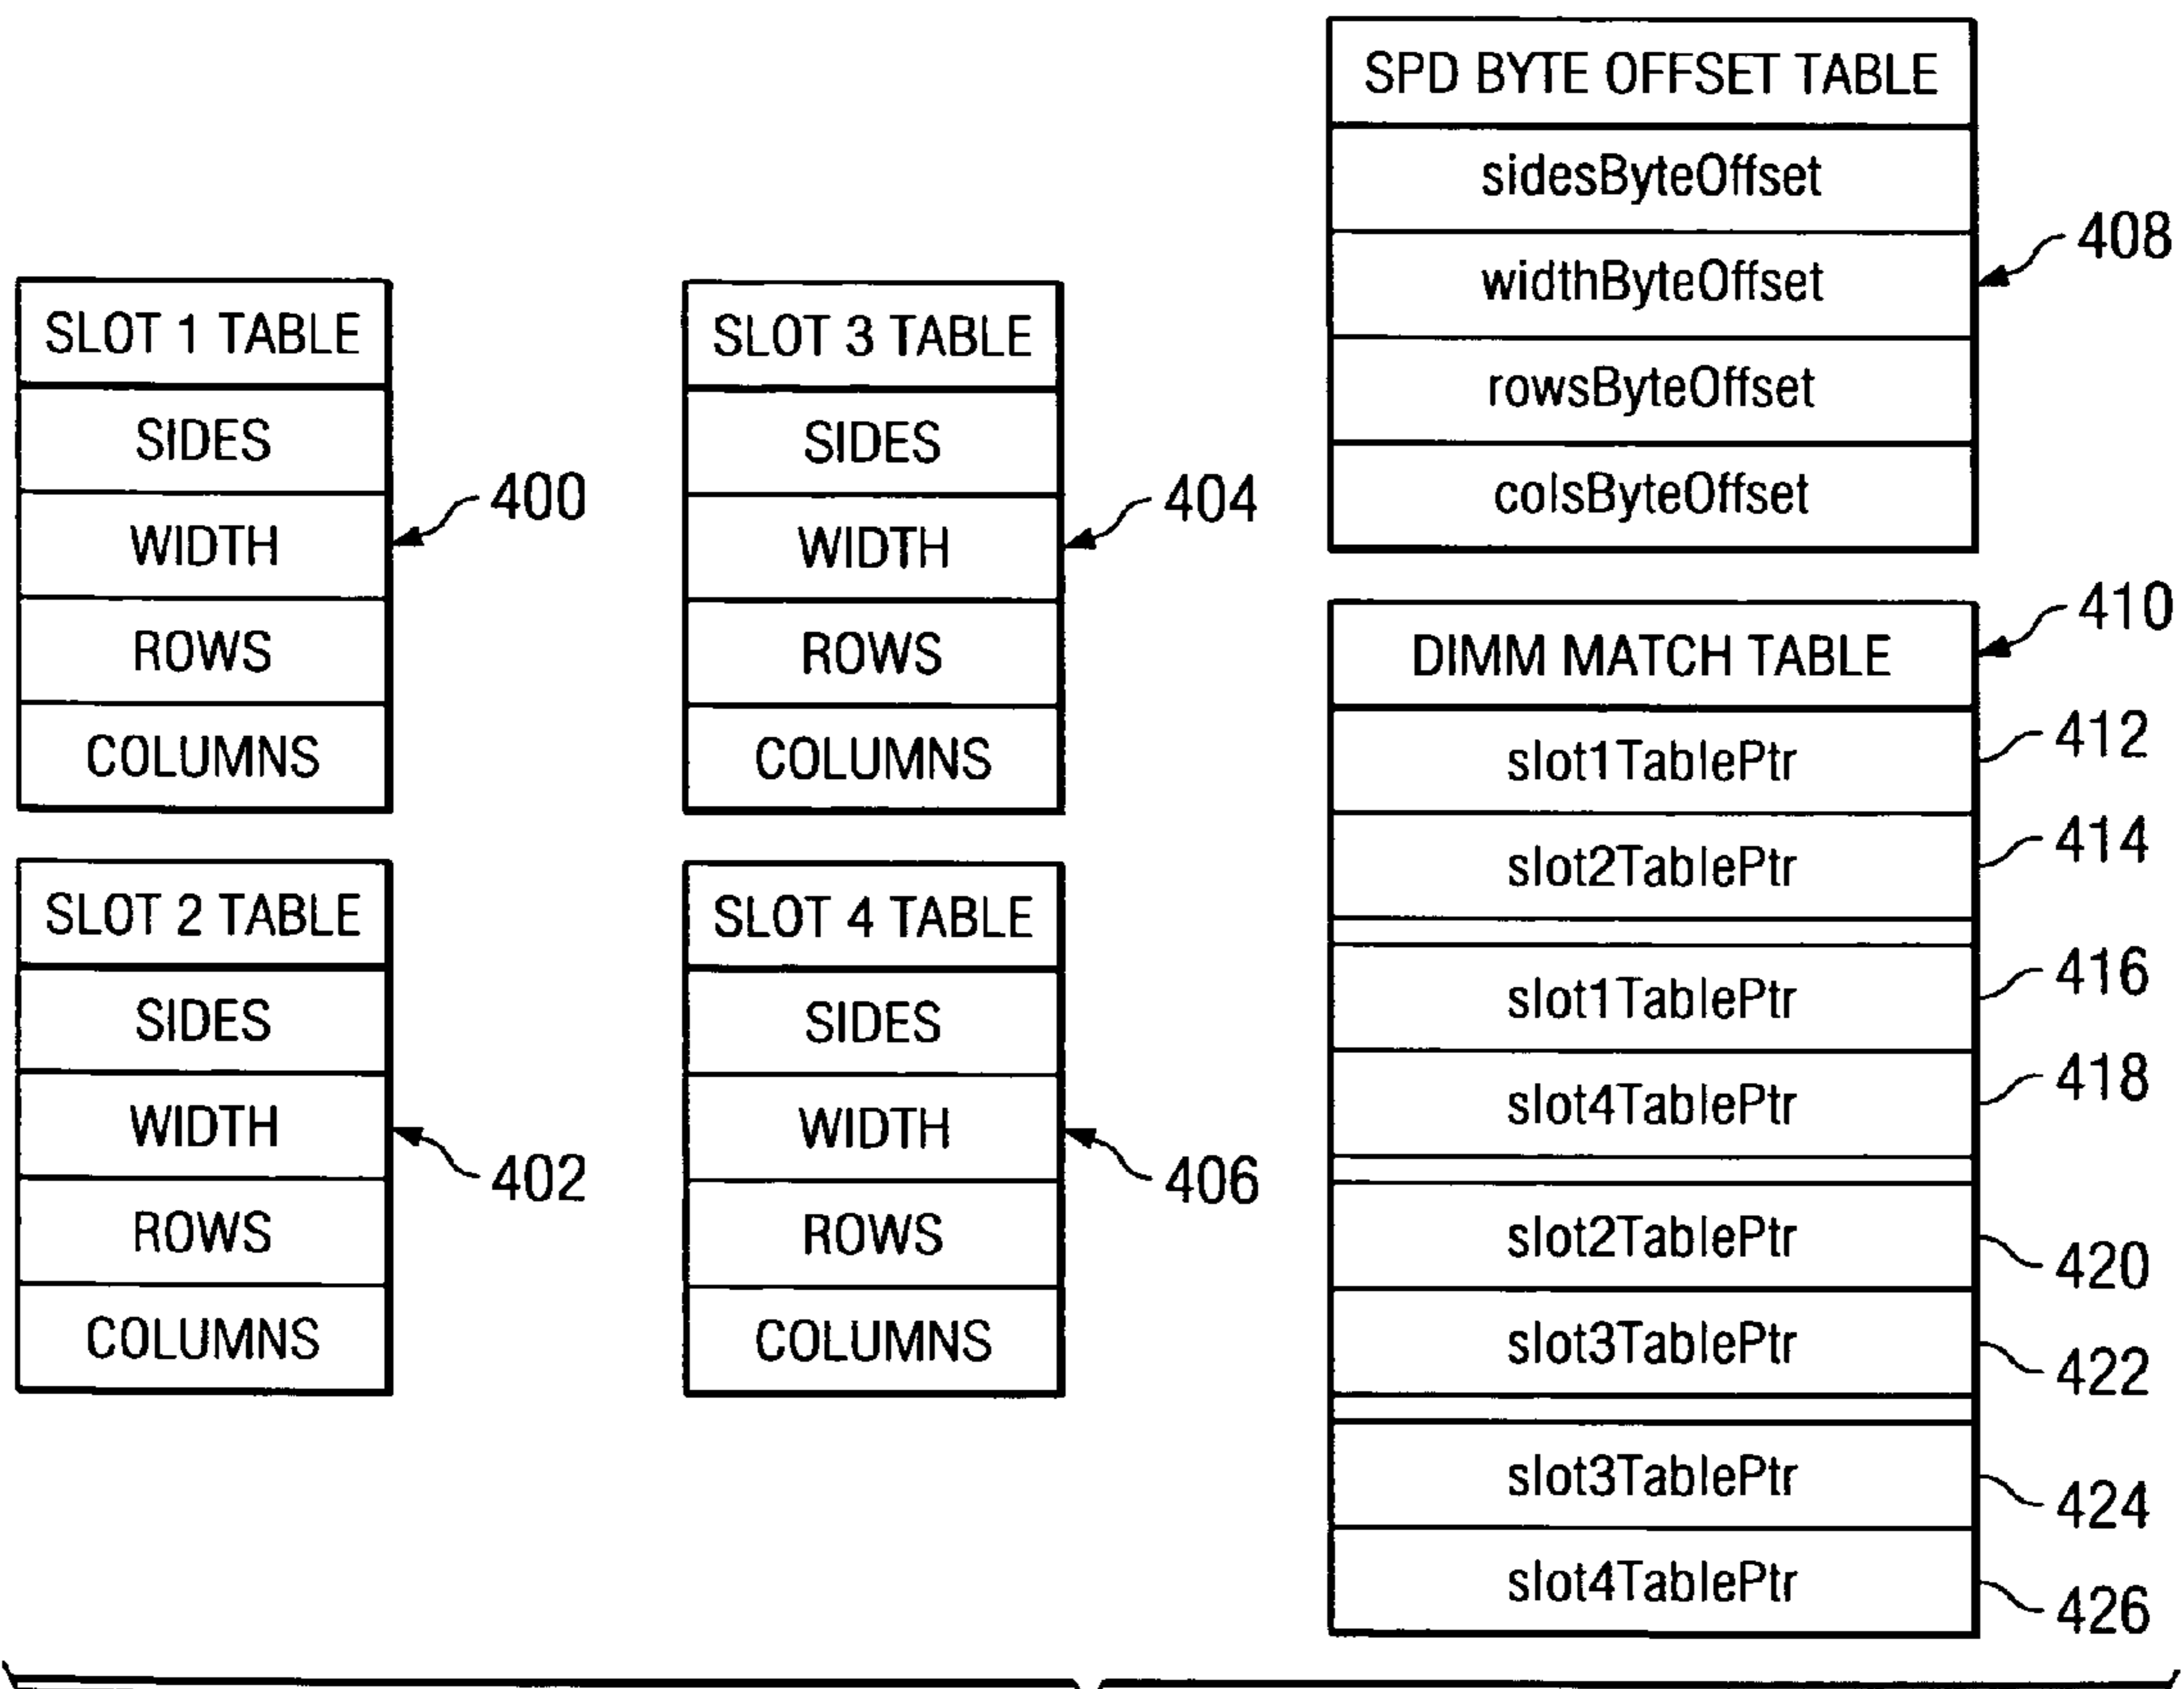 SLOT 1 TABLE
SIDES
WIDTH
ROWS
COLUMNS
400
SLOT 2 TABLE
SIDES
WIDTH
ROWS
COLUMNS
402
SLOT 3 TABLE
SIDES
WIDTH
ROWS
COLUMNS
404
SLOT 4 TABLE
SIDES
WIDTH
ROWS
COLUMNS
406
SPD BYTE OFFSET TABLE
sidesByteOffset
widthByteOffset
rowsByteOffset
colsByteOffset
408
DIMM MATCH TABLE
410
slot1TablePtr
412
slot2TablePtr
414
slot1TablePtr
416
slot4TablePtr
418
slot2TablePtr
420
slot3TablePtr
422
slot3TablePtr
424
slot4TablePtr
426